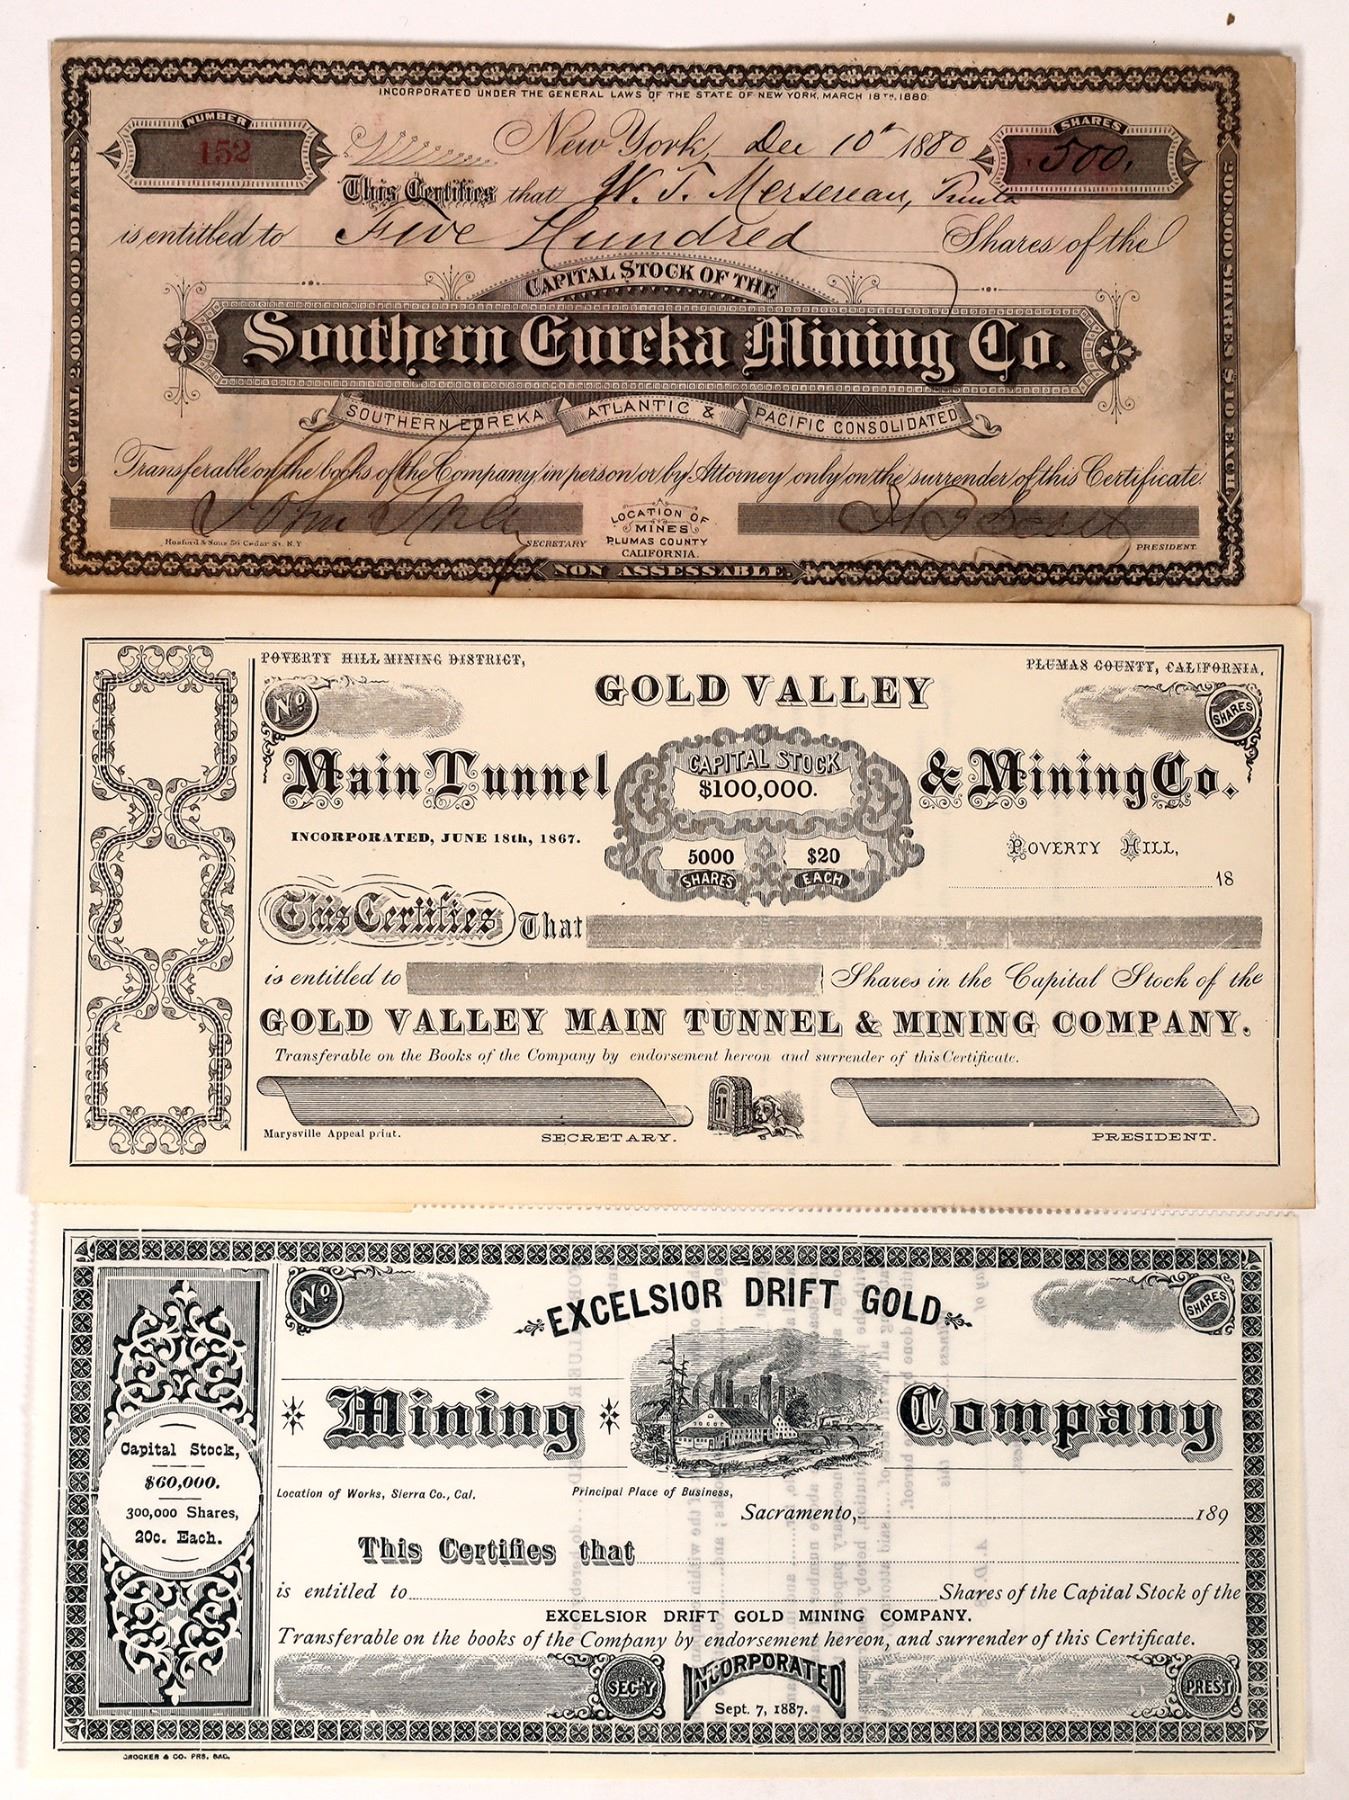 INCORPORATED UNDER THE GENERAL LAWS OF THE STATE OF NEW YORK, MARCH 18TH, 1880
NUMBER
152
New York, Dec 10th 1880
SHARES
500.
This Certifies that W. T. Mersereau,
is entitled to Five Hundred Shares of the
CAPITAL STOCK OF THE
Southern Eureka Mining Co.
SOUTHERN EUREKA ATLANTIC & PACIFIC CONSOLIDATED
Transferable on the books of the Company in person or by Attorney only on the surrender of this Certificate.
CAPITAL 2,000,000 DOLLARS.
200,000 SHARES $10 EACH.
LOCATION OF
MINES
PLUMAS COUNTY
CALIFORNIA.
Hosford & Sons 56 Cedar St. N.Y
SECRETARY
PRESIDENT
NON ASSESSABLE
POVERTY HILL MINING DISTRICT,
PLUMAS COUNTY, CALIFORNIA.
No
GOLD VALLEY
SHARES
Main Tunnel & Mining Co.
CAPITAL STOCK
$100,000.
INCORPORATED, JUNE 18th, 1867.
5000 SHARES
$20 EACH
POVERTY HILL,
18
This Certifies That
is entitled to Shares in the Capital Stock of the
GOLD VALLEY MAIN TUNNEL & MINING COMPANY.
Transferable on the Books of the Company by endorsement hereon and surrender of this Certificate.
Marysville Appeal print.
SECRETARY.
PRESIDENT.
No
EXCELSIOR DRIFT GOLD
SHARES
Mining Company
Capital Stock,
$60,000.
300,000 Shares,
20c. Each.
Location of Works, Sierra Co., Cal.
Principal Place of Business,
Sacramento, 189
This Certifies that
is entitled to Shares of the Capital Stock of the
EXCELSIOR DRIFT GOLD MINING COMPANY.
Transferable on the books of the Company by endorsement hereon, and surrender of this Certificate.
SEC'Y
INCORPORATED
Sept. 7, 1887.
PREST
CROCKER & CO. PRS. SAC.